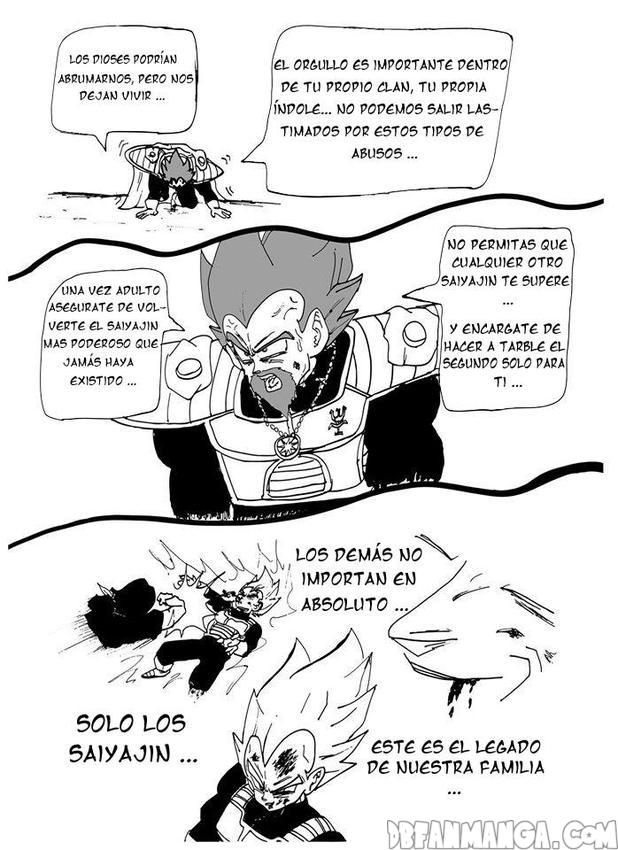 LOS DIOSES PODRÍAN
ABRUMARNOS, PERO NOS
DEJAN VIVIR ...
EL ORGULLO ES IMPORTANTE DENTRO
DE TU PROPIO CLAN, TU PROPIA
ÍNDOLE... NO PODEMOS SALIR LAS-
TIMADOS POR ESTOS TIPOS DE
ABUSOS ...
UNA VEZ ADULTO
ASEGURATE DE VOL-
VERTE EL SAIYAJIN
MAS PODEROSO QUE
JAMÁS HAYA
EXISTIDO ...
NO PERMITAS QUE
CUALQUIER OTRO
SAIYAJIN TE SUPERE
...
Y ENCARGATE DE
HACER A TARBLE EL
SEGUNDO SOLO PARA
TI ...
LOS DEMÁS NO
IMPORTAN EN
ABSOLUTO ...
SOLO LOS
SAIYAJIN ...
ESTE ES EL LEGADO
DE NUESTRA FAMILIA
...
DBFANMANGA.COM